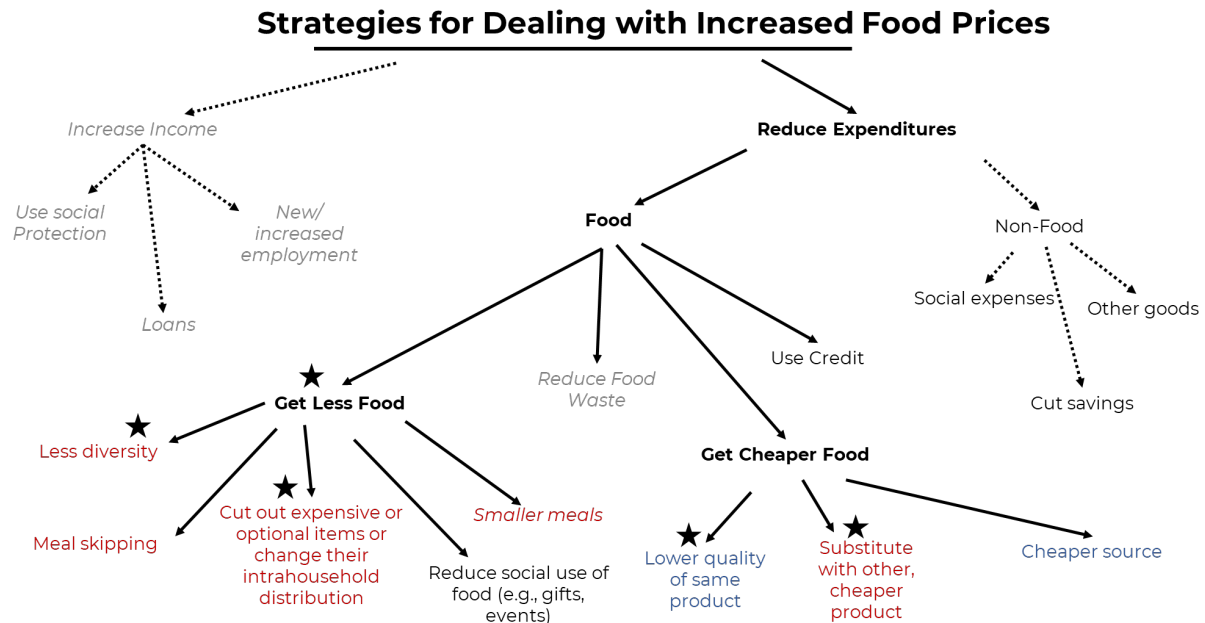 Strategies for Dealing with Increased Food Prices
Increase Income
Reduce Expenditures
Use social
Protection
New/
increased
employment
Loans
Food
Non-Food
Social expenses
Other goods
Cut savings
Use Credit
Reduce Food
Waste
Get Less Food
Get Cheaper Food
Less diversity
Meal skipping
Cut out expensive or
optional items or
change their
intrahousehold
distribution
Reduce social use of
food (e.g., gifts,
events)
Smaller meals
Lower quality
of same
product
Substitute
with other,
cheaper
product
Cheaper source